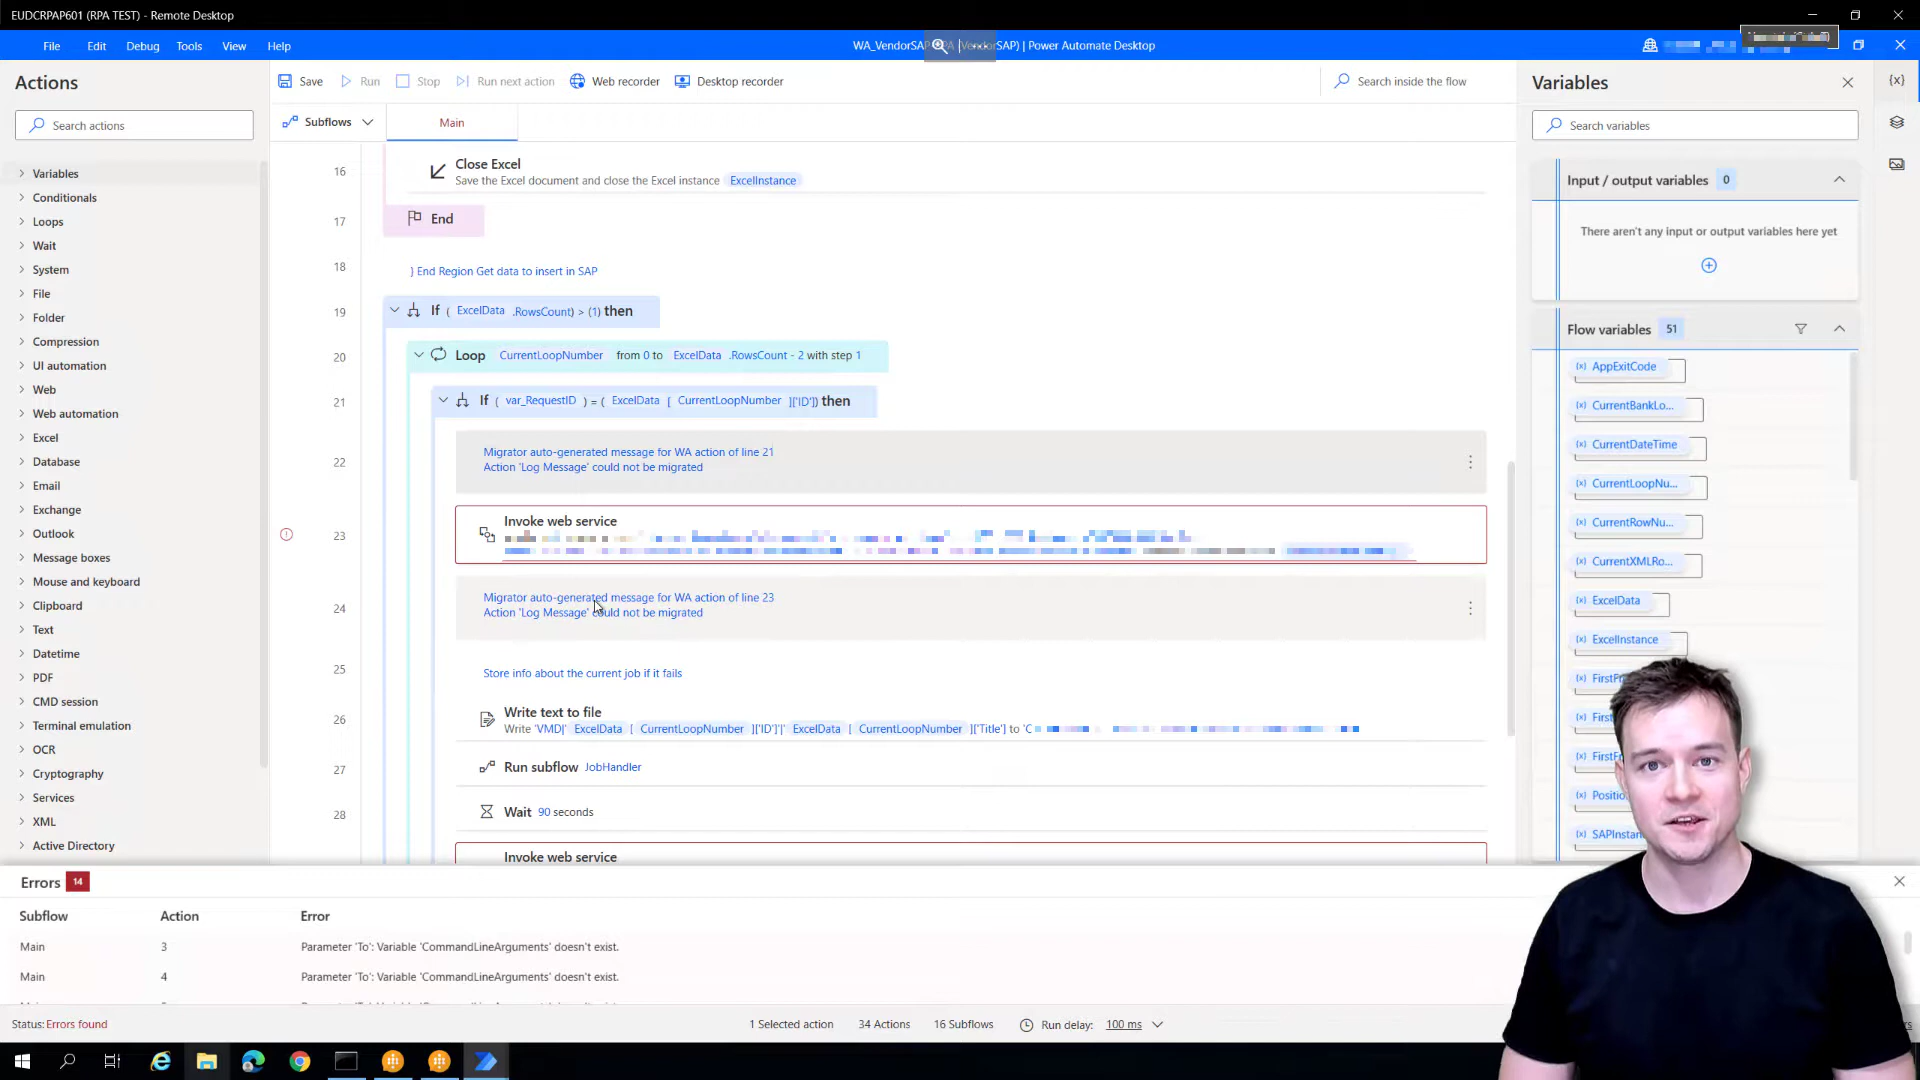 EUDCRPAP601 (RPA TEST) - Remote Desktop
File Edit Debug Tools View Help
WA_VendorSAP VendorSAP) | Power Automate Desktop
Actions
Search actions
Variables
Conditionals
Loops
Wait
System
File
Folder
Compression
UI automation
Web
Web automation
Excel
Database
Email
Exchange
Outlook
Message boxes
Mouse and keyboard
Clipboard
Text
Datetime
PDF
CMD session
Terminal emulation
OCR
Cryptography
Services
XML
Active Directory
Save Run Stop Run next action Web recorder Desktop recorder Search inside the flow
Subflows Main
16 Close Excel
Save the Excel document and close the Excel instance ExcelInstance
17 End
18 } End Region Get data to insert in SAP
19 If ( ExcelData .RowsCount) > (1) then
20 Loop CurrentLoopNumber from 0 to ExcelData .RowsCount - 2 with step 1
21 If ( var_RequestID ) = ( ExcelData [ CurrentLoopNumber ]['ID']) then
22 Migrator auto-generated message for WA action of line 21
Action 'Log Message' could not be migrated
23 Invoke web service
24 Migrator auto-generated message for WA action of line 23
Action 'Log Message' could not be migrated
25 Store info about the current job if it fails
26 Write text to file
Write 'VMD|' ExcelData [ CurrentLoopNumber ]['ID']'|' ExcelData [ CurrentLoopNumber ]['Title'] to 'C
27 Run subflow JobHandler
28 Wait 90 seconds
Invoke web service
Variables
{x}
Search variables
Input / output variables 0
There aren't any input or output variables here yet
Flow variables 51
(x) AppExitCode
(x) CurrentBankLo...
(x) CurrentDateTime
(x) CurrentLoopNu...
(x) CurrentRowNu...
(x) CurrentXMLRo...
(x) ExcelData
(x) ExcelInstance
(x) FirstFr
(x) First
(x) FirstF
(x) Positio
(x) SAPInstan
Errors 14
Subflow Action Error
Main 3 Parameter 'To': Variable 'CommandLineArguments' doesn't exist.
Main 4 Parameter 'To': Variable 'CommandLineArguments' doesn't exist.
Status: Errors found 1 Selected action 34 Actions 16 Subflows Run delay: 100 ms